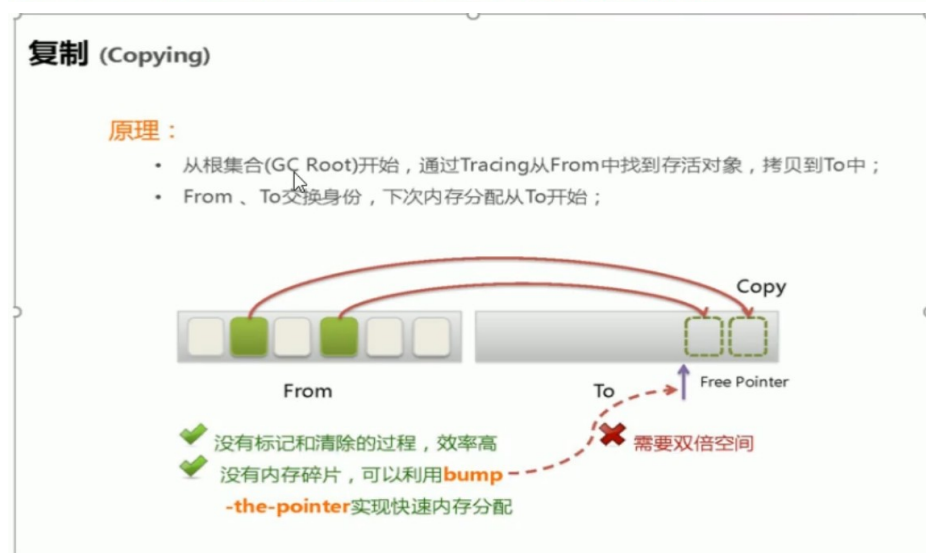 复制 (Copying)
原理：
• 从根集合(GC Root)开始，通过Tracing从From中找到存活对象，拷贝到To中；
• From 、To交换身份，下次内存分配从To开始；
Copy
From
To
Free Pointer
没有标记和清除的过程，效率高
需要双倍空间
没有内存碎片，可以利用bump
-the-pointer实现快速内存分配